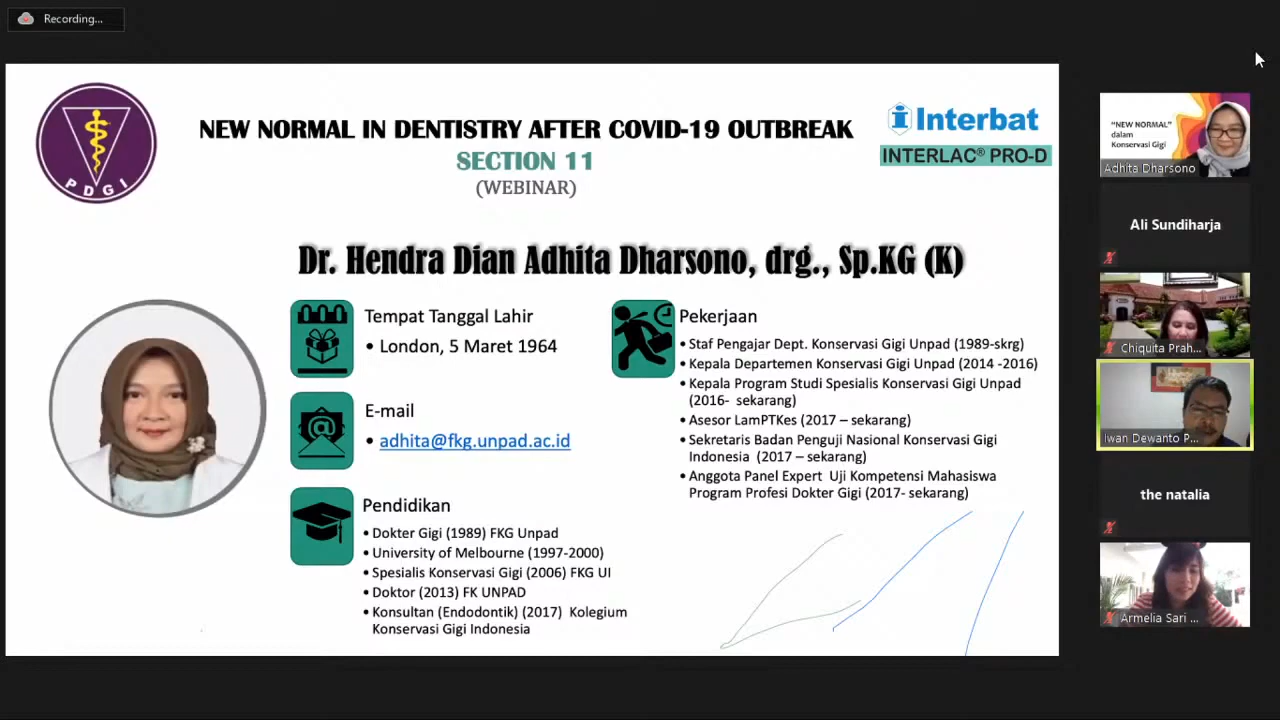 Recording...
PDGI
NEW NORMAL IN DENTISTRY AFTER COVID-19 OUTBREAK
SECTION 11
(WEBINAR)
Interbat
INTERLAC® PRO-D
Dr. Hendra Dian Adhita Dharsono, drg., Sp.KG (K)
Tempat Tanggal Lahir
• London, 5 Maret 1964
E-mail
• adhita@fkg.unpad.ac.id
Pendidikan
• Dokter Gigi (1989) FKG Unpad
• University of Melbourne (1997-2000)
• Spesialis Konservasi Gigi (2006) FKG UI
• Doktor (2013) FK UNPAD
• Konsultan (Endodontik) (2017) Kolegium
Konservasi Gigi Indonesia
Pekerjaan
• Staf Pengajar Dept. Konservasi Gigi Unpad (1989-skrg)
• Kepala Departemen Konservasi Gigi Unpad (2014 -2016)
• Kepala Program Studi Spesialis Konservasi Gigi Unpad
(2016- sekarang)
• Asesor LamPTKes (2017 – sekarang)
• Sekretaris Badan Penguji Nasional Konservasi Gigi
Indonesia (2017 – sekarang)
• Anggota Panel Expert Uji Kompetensi Mahasiswa
Program Profesi Dokter Gigi (2017- sekarang)
"NEW NORMAL"
dalam
Konservasi Gigi
Adhita Dharsono
Ali Sundiharja
Chiquita Prah...
Iwan Dewanto P...
the natalia
Armelia Sari ...